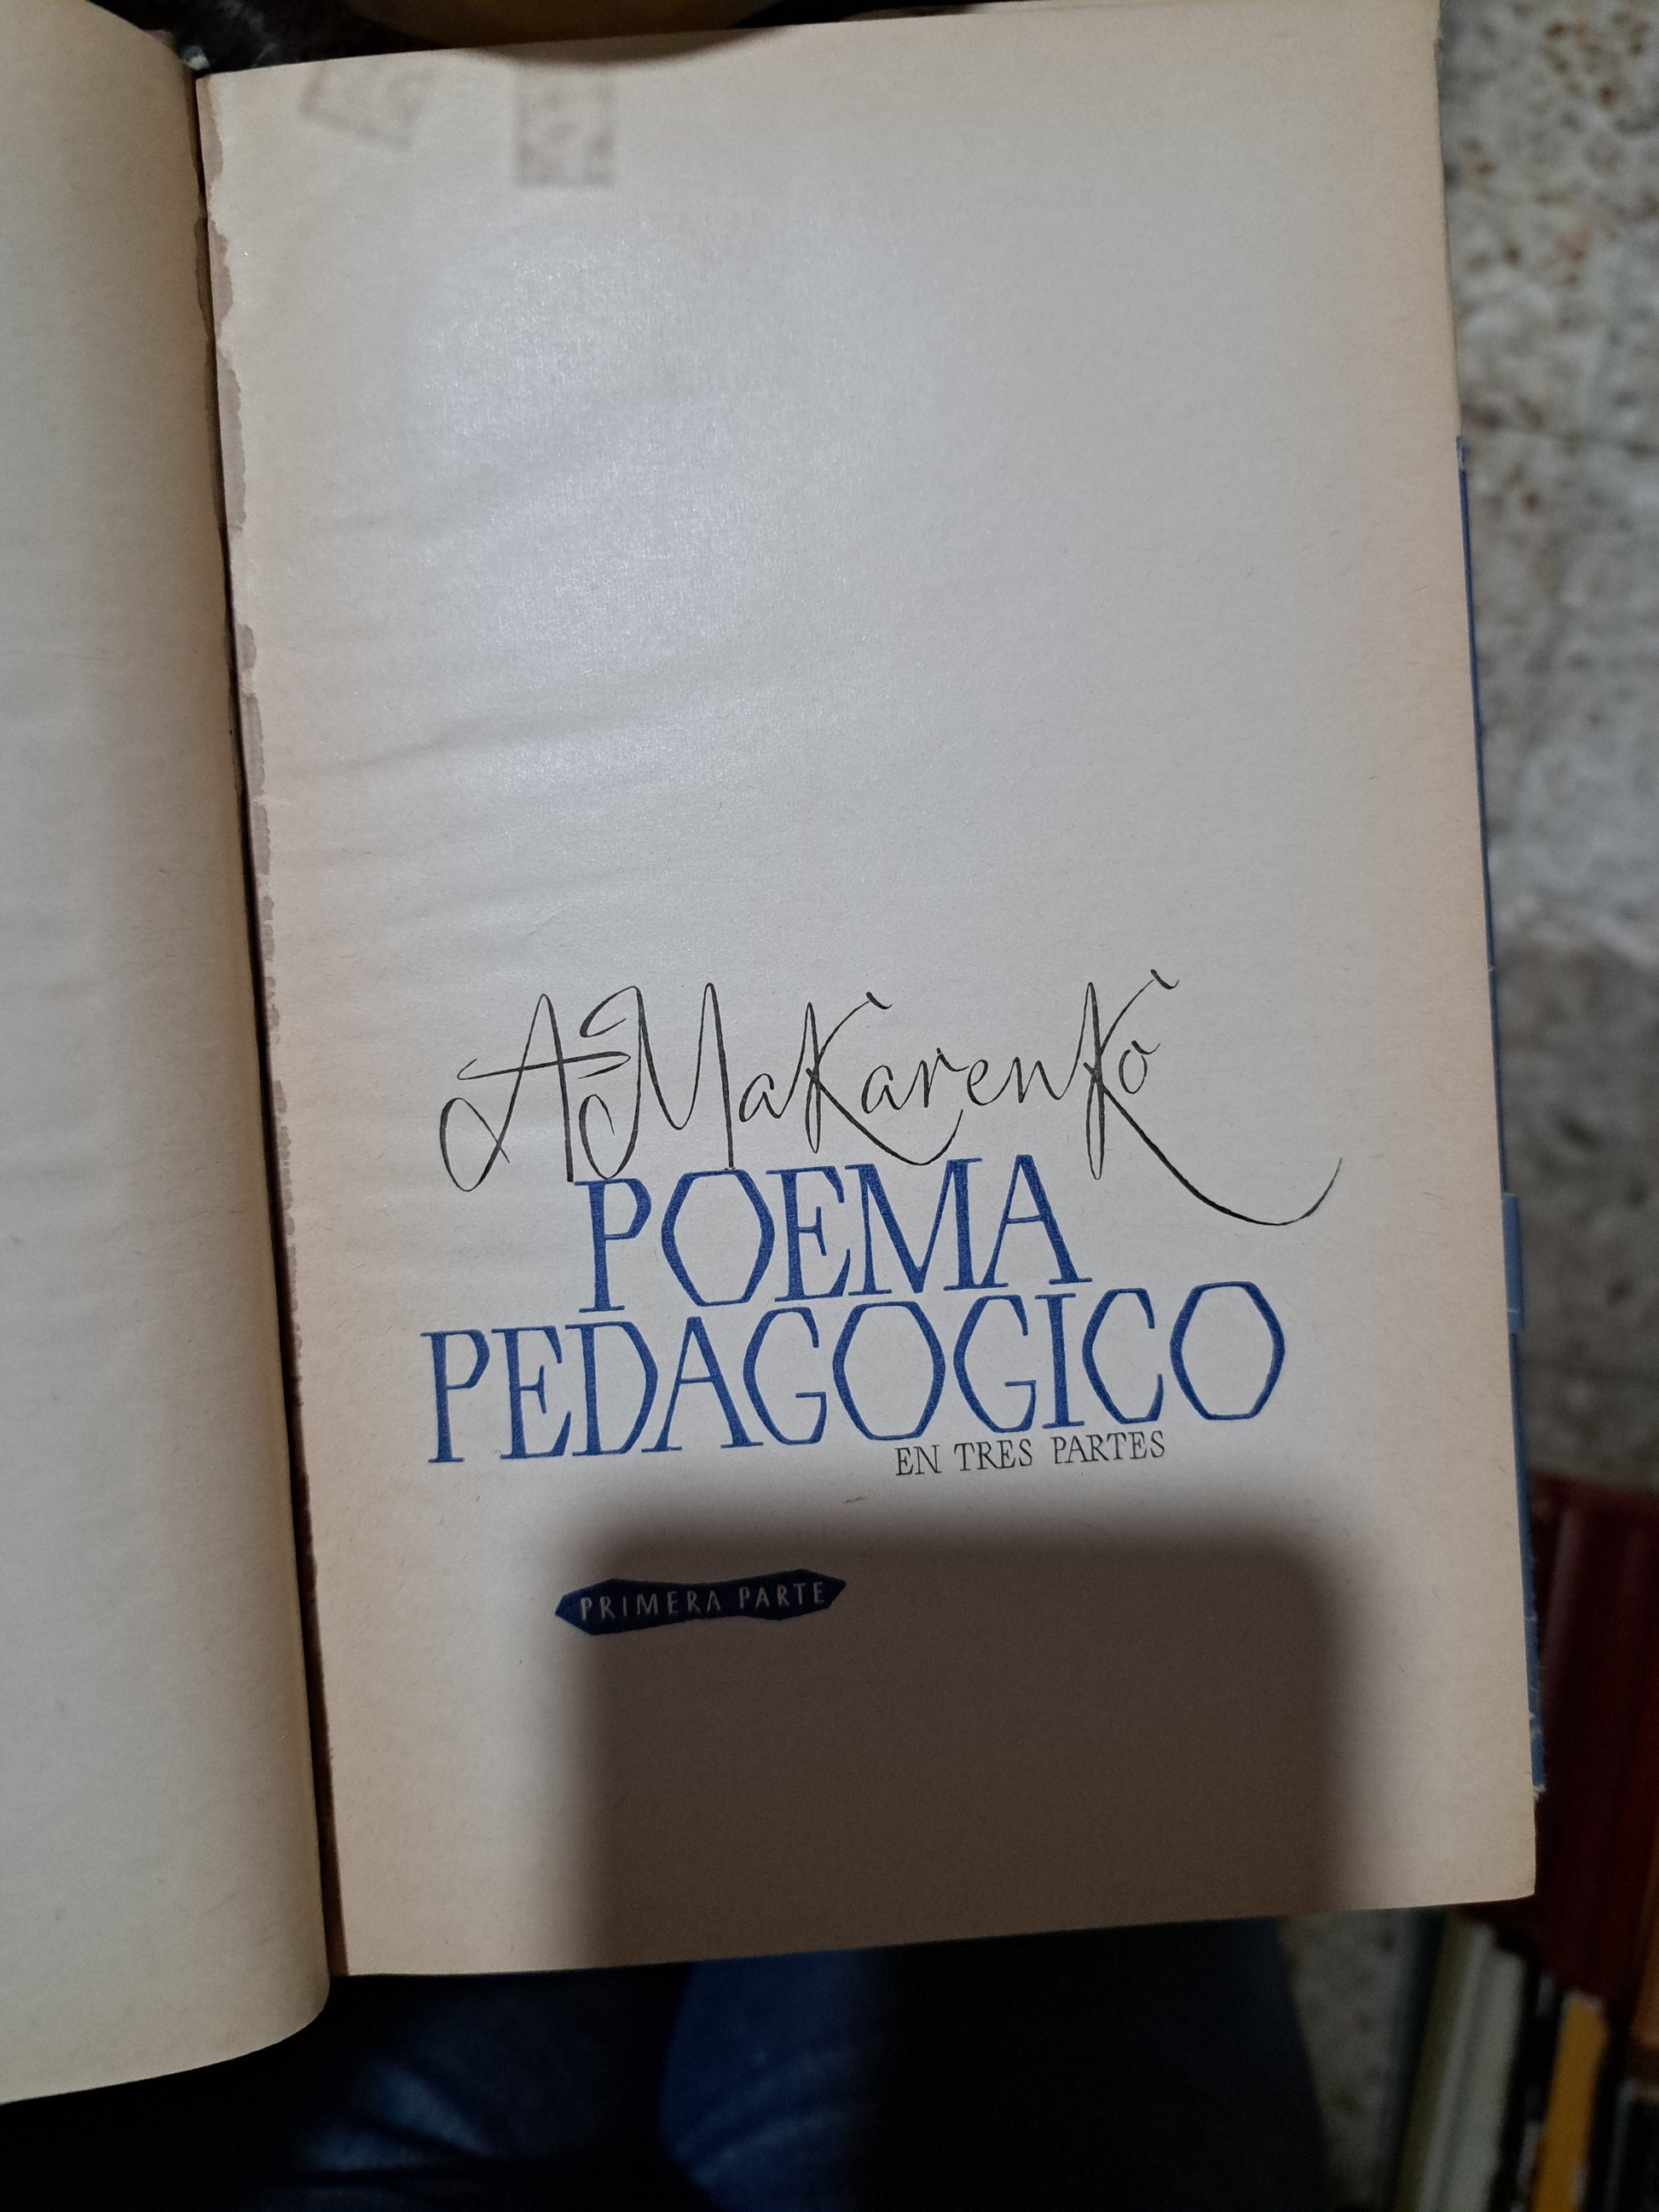 A Makarenko
POEMA
PEDAGOGICO
EN TRES PARTES
PRIMERA PARTE